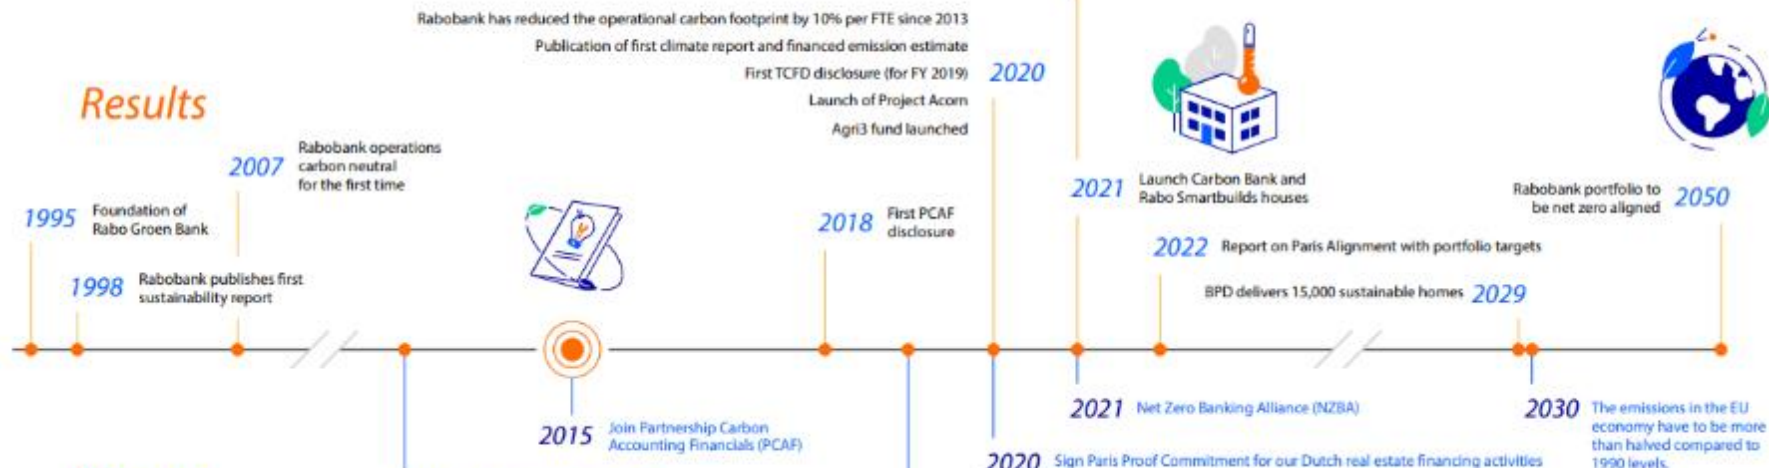 Rabobank has reduced the operational carbon footprint by 10% per FTE since 2013
Publication of first climate report and financed emission estimate
First TCFD disclosure (for FY 2019)
2020
Launch of Project Acorn
Agri3 fund launched
Results
2007
Rabobank operations
carbon neutral
for the first time
1995
Foundation of
Rabo Groen Bank
1998
Rabobank publishes first
sustainability report
2018
First PCAF
disclosure
2021
Launch Carbon Bank and
Rabo Smartbuilds houses
2022
Report on Paris Alignment with portfolio targets
BPD delivers 15,000 sustainable homes
2029
Rabobank portfolio to
be net zero aligned
2050
2015
Join Partnership Carbon
Accounting Financials (PCAF)
2021
Net Zero Banking Alliance (NZBA)
2020
Sign Paris Proof Commitment for our Dutch real estate financing activities
2030
The emissions in the EU
economy have to be more
than halved compared to
1990 levels.